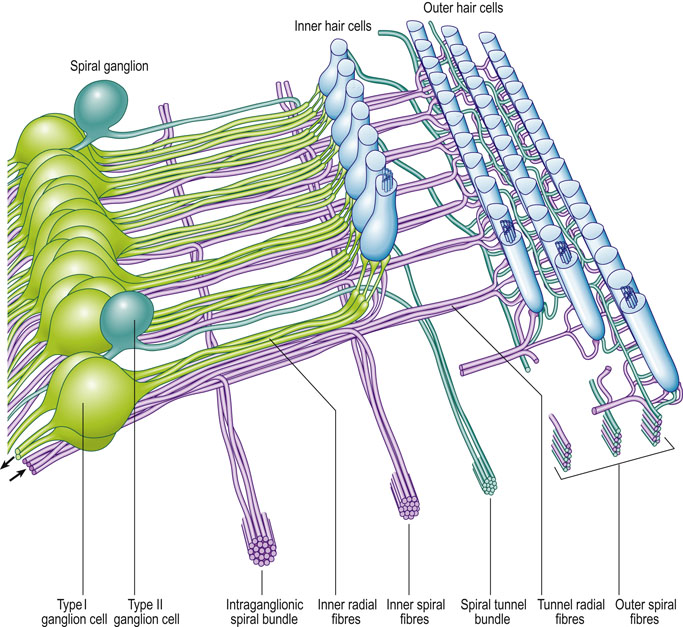 Outer hair cells
Inner hair cells
Spiral ganglion
Type I
ganglion cell
Type II
ganglion cell
Intraganglionic
spiral bundle
Inner radial
fibres
Inner spiral
fibres
Spiral tunnel
bundle
Tunnel radial
fibres
Outer spiral
fibres